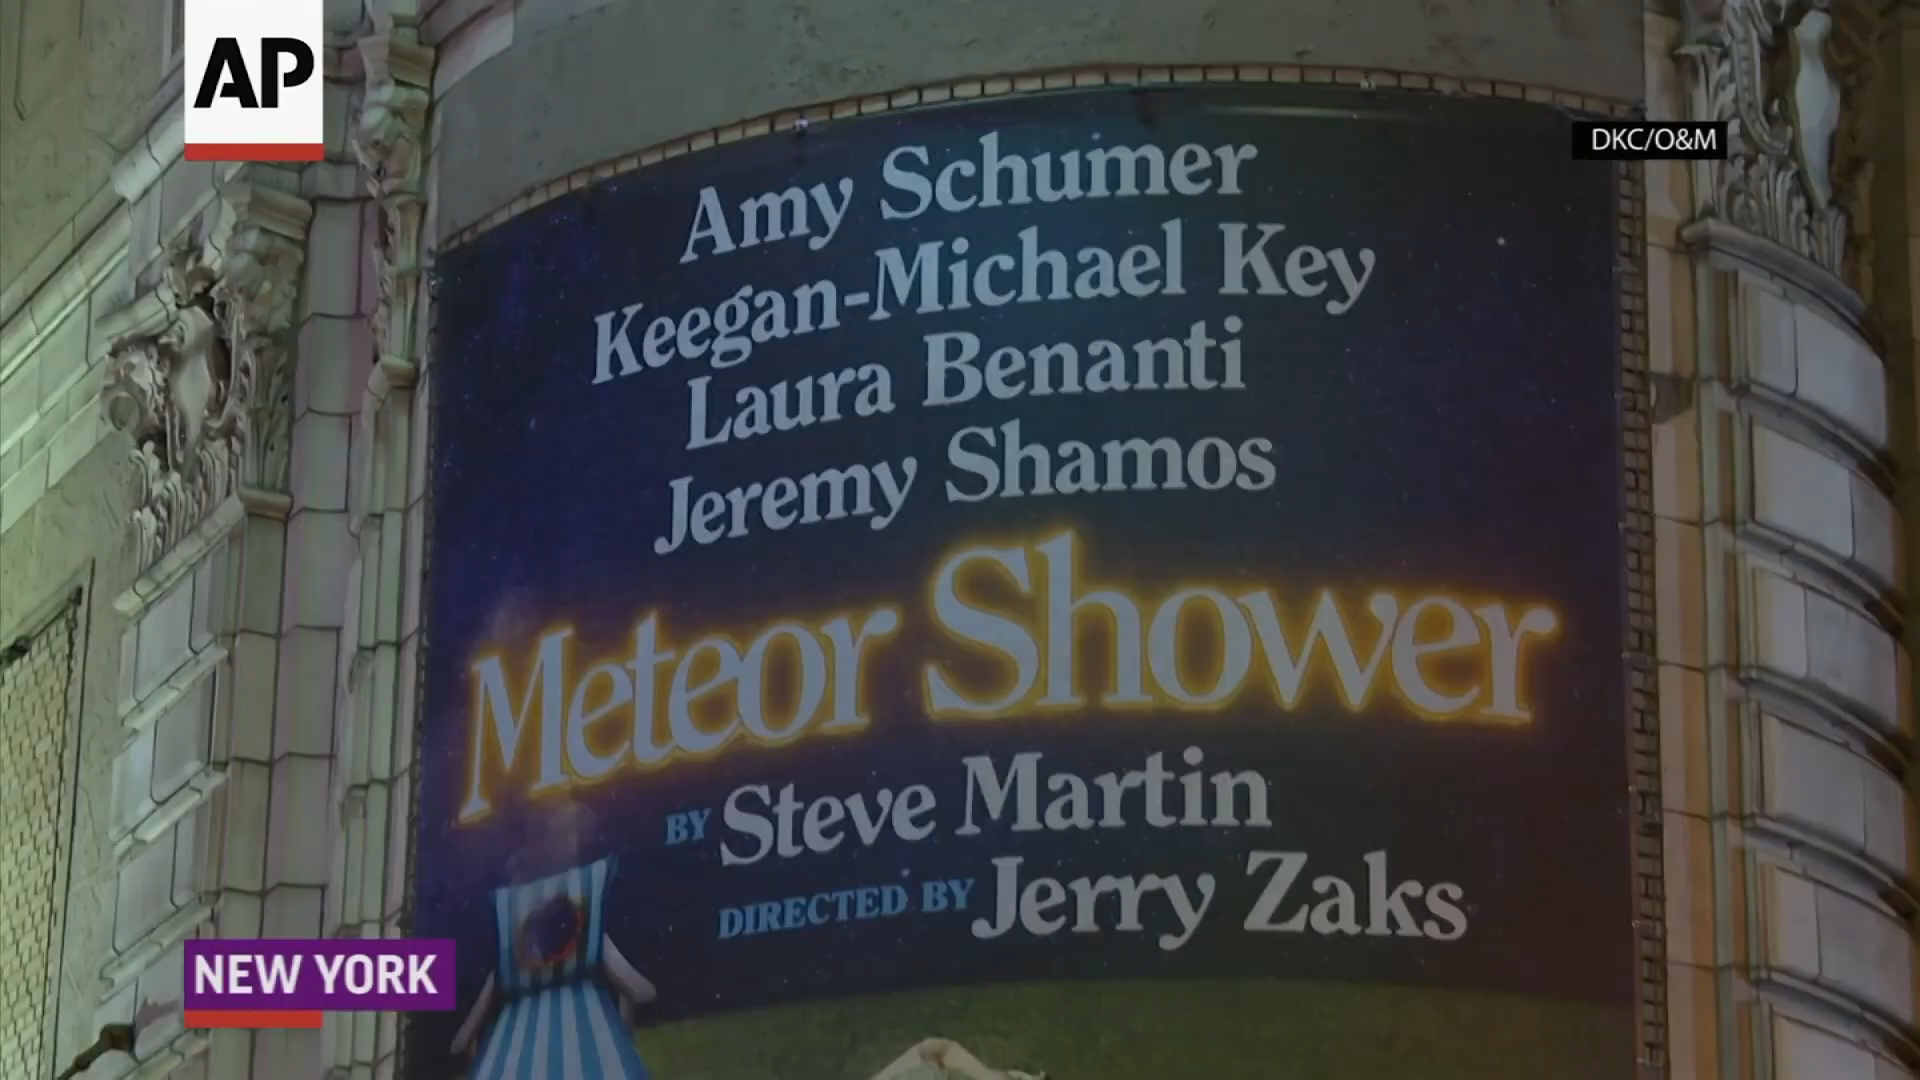 AP
DKC/O&M
Amy Schumer
Keegan-Michael Key
Laura Benanti
Jeremy Shamos
Meteor Shower
BY Steve Martin
DIRECTED BY Jerry Zaks
NEW YORK